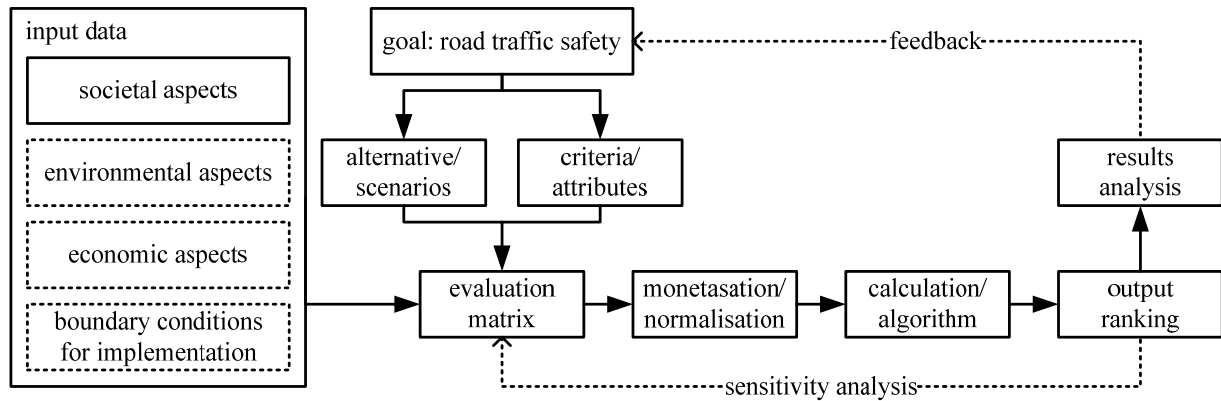 input data
societal aspects
environmental aspects
economic aspects
boundary conditions
for implementation
goal: road traffic safety
feedback
alternative/
scenarios
criteria/
attributes
results
analysis
evaluation
matrix
monetasation/
normalisation
calculation/
algorithm
output
ranking
sensitivity analysis